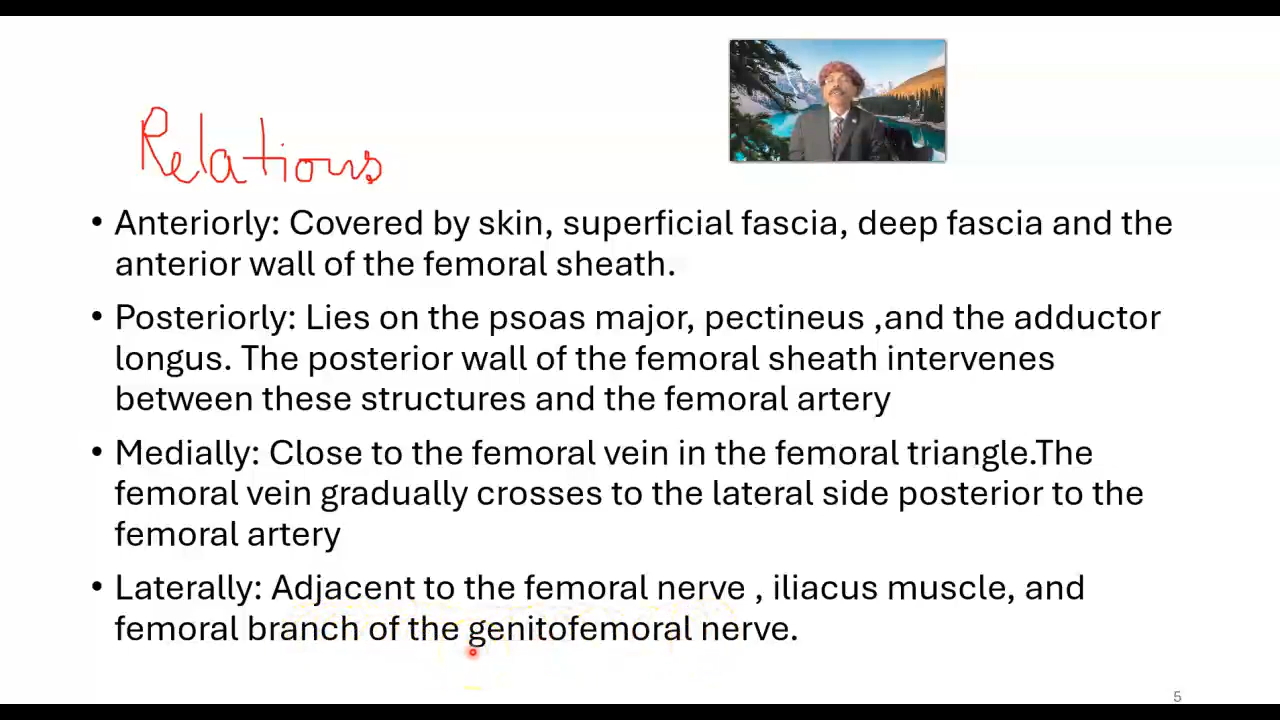 Relations
• Anteriorly: Covered by skin, superficial fascia, deep fascia and the
anterior wall of the femoral sheath.
• Posteriorly: Lies on the psoas major, pectineus ,and the adductor
longus. The posterior wall of the femoral sheath intervenes
between these structures and the femoral artery
• Medially: Close to the femoral vein in the femoral triangle.The
femoral vein gradually crosses to the lateral side posterior to the
femoral artery
• Laterally: Adjacent to the femoral nerve , iliacus muscle, and
femoral branch of the genitofemoral nerve.
5